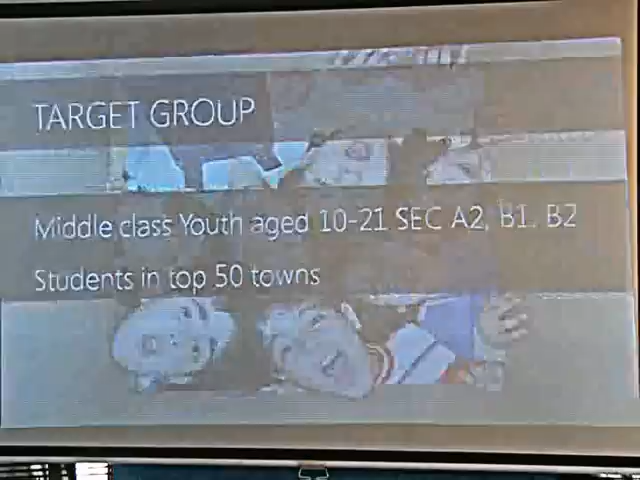 TARGET GROUP
Middle class Youth aged 10-21 SEC A2, B1, B2
Students in top 50 towns